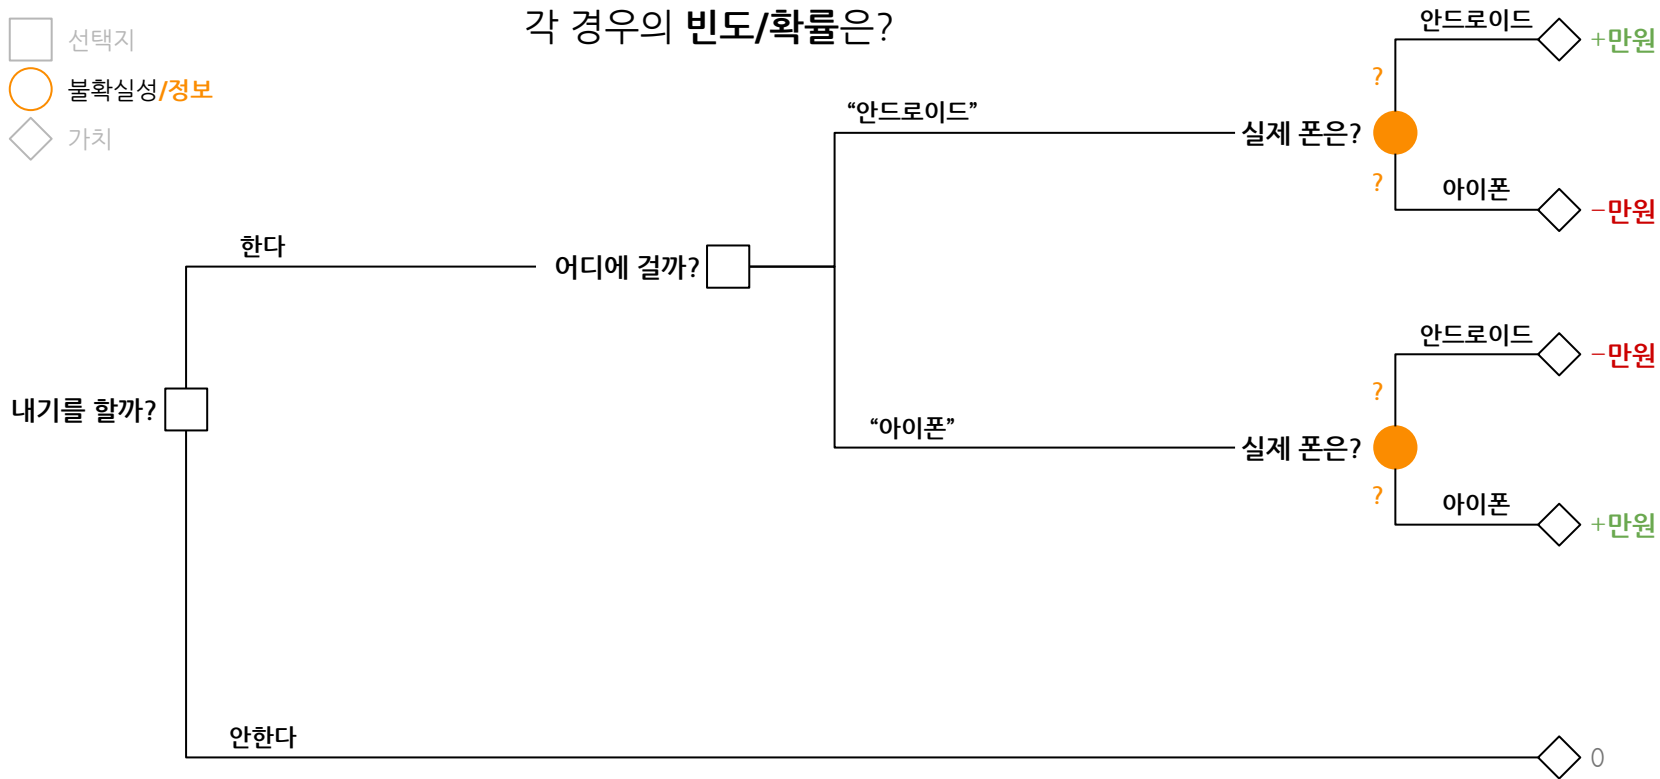 각 경우의 빈도/확률은?
선택지
불확실성/정보
가치
안드로이드
+만원
?
“안드로이드”
실제 폰은?
?
아이폰
−만원
한다
어디에 걸까?
안드로이드
−만원
?
내기를 할까?
“아이폰”
실제 폰은?
?
아이폰
+만원
안한다
0